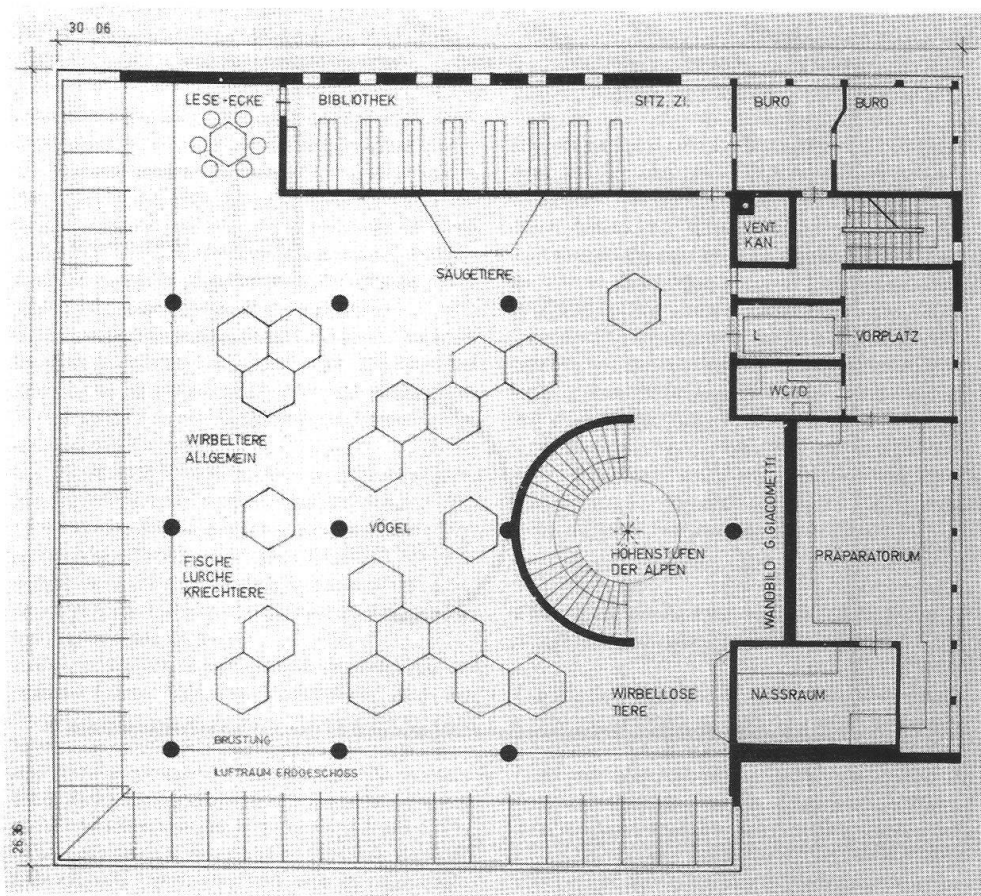 30 06
LESE-ECKE
BIBLIOTHEK
SITZ. ZI.
BÜRO
BÜRO
VENT
KAN
SÄUGETIERE
L
VORPLATZ
WC/D
WIRBELTIERE
ALLGEMEIN
VÖGEL
FISCHE
LURCHE
KRIECHTIERE
HÖHENSTUFEN
DER ALPEN
WANDBILD G. GIACOMETTI
PRÄPARATORIUM
WIRBELLOSE
TIERE
NASSRAUM
BRÜSTUNG
LUFTRAUM ERDGESCHOSS
26.36